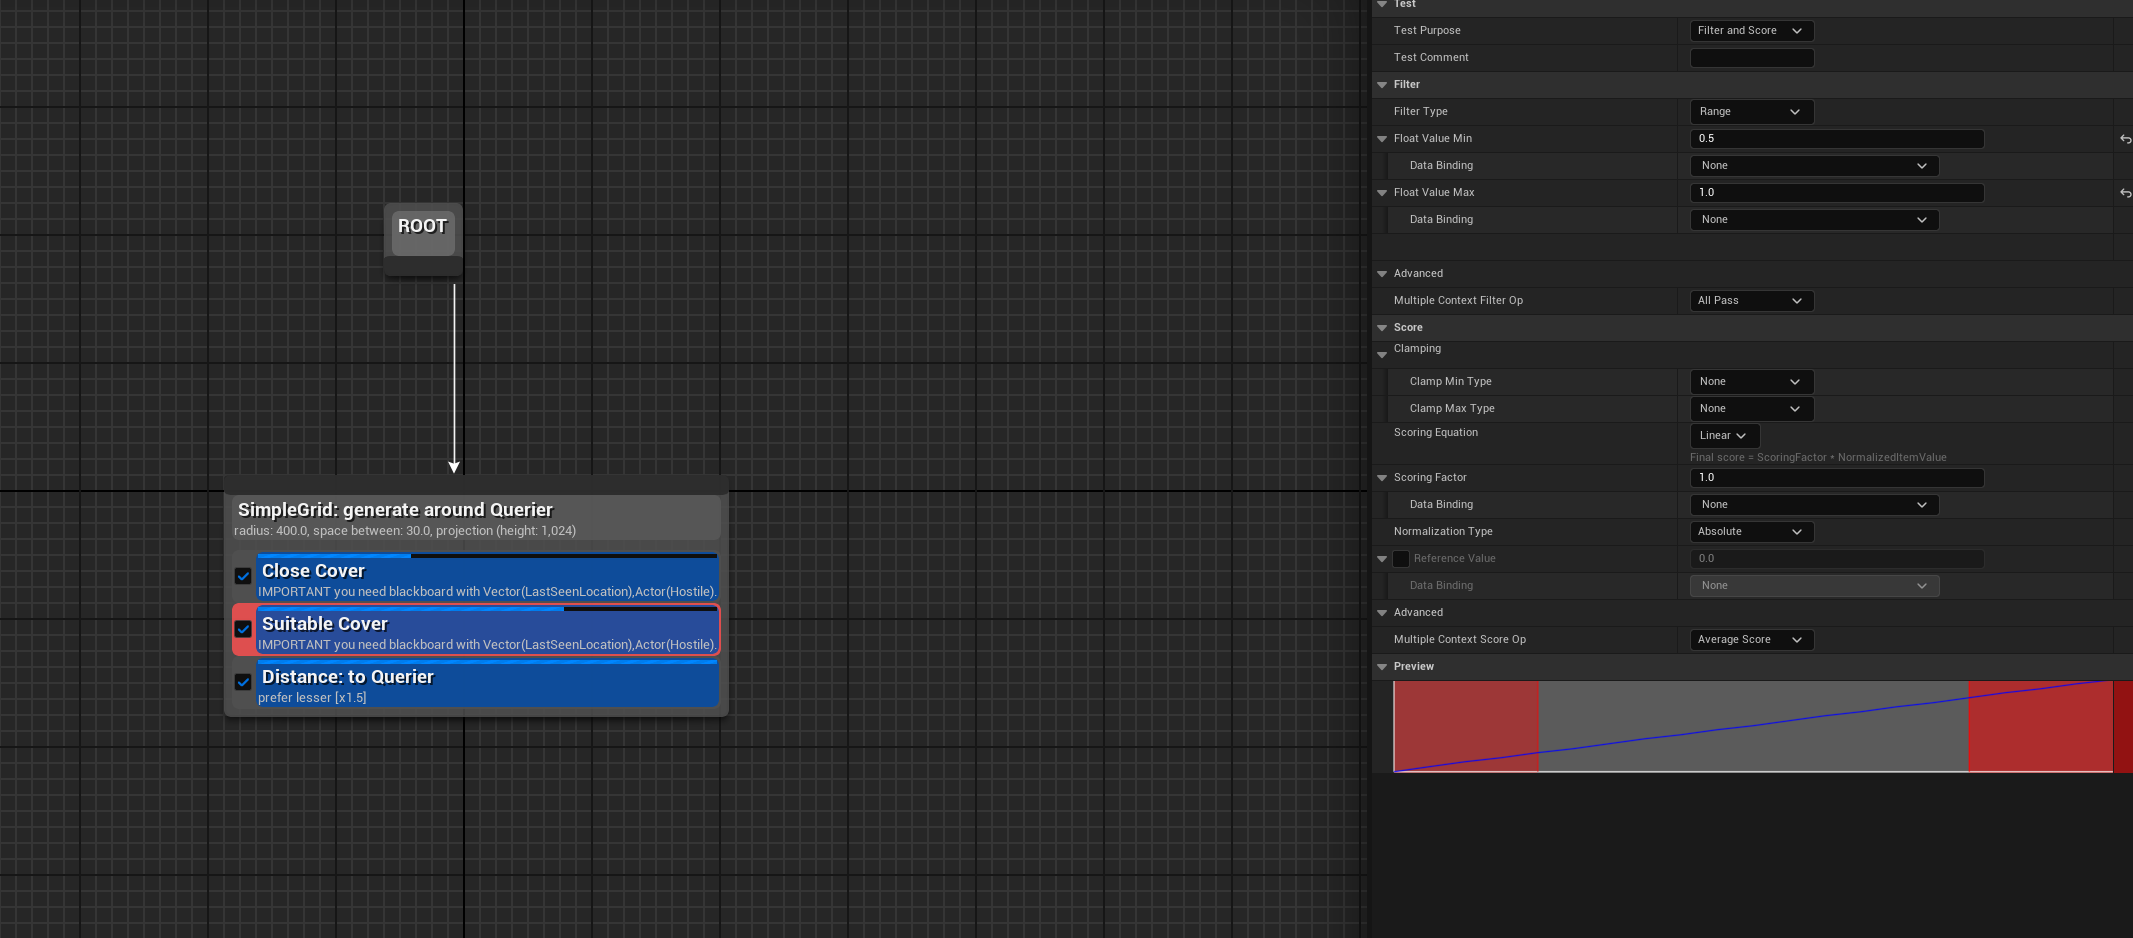 ROOT
SimpleGrid: generate around Querier
radius: 400.0, space between: 30.0, projection (height: 1,024)
Close Cover
IMPORTANT you need blackboard with Vector(LastSeenLocation),Actor(Hostile).
Suitable Cover
IMPORTANT you need blackboard with Vector(LastSeenLocation),Actor(Hostile).
Distance: to Querier
prefer lesser [x1.5]
Test
Test Purpose Filter and Score
Test Comment
Filter
Filter Type Range
Float Value Min 0.5
Data Binding None
Float Value Max 1.0
Data Binding None
Advanced
Multiple Context Filter Op All Pass
Score
Clamping
Clamp Min Type None
Clamp Max Type None
Scoring Equation Linear
Final score = ScoringFactor * NormalizedItemValue
Scoring Factor 1.0
Data Binding None
Normalization Type Absolute
Reference Value 0.0
Data Binding None
Advanced
Multiple Context Score Op Average Score
Preview